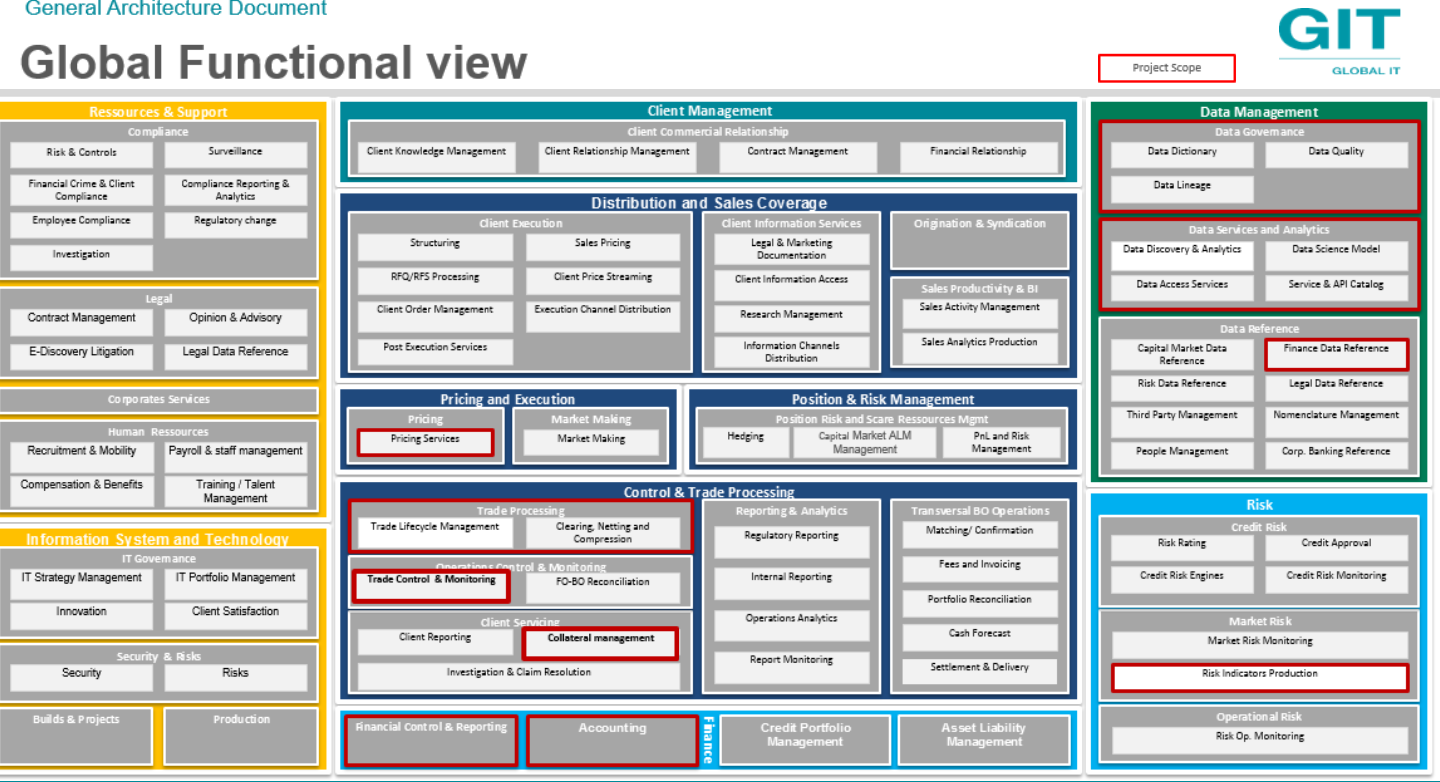 General Architecture Document
Global Functional view
Project Scope
GIT
GLOBAL IT
Ressources & Support
Compliance
Risk & Controls
Surveillance
Financial Crime & Client
Compliance
Compliance Reporting &
Analytics
Employee Compliance
Regulatory change
Investigation
Legal
Contract Management
Opinion & Advisory
E-Discovery Litigation
Legal Data Reference
Corporates Services
Human Ressources
Recruitment & Mobility
Payroll & staff management
Compensation & Benefits
Training / Talent
Management
Information System and Technology
IT Governance
IT Strategy Management
IT Portfolio Management
Innovation
Client Satisfaction
Security & Risks
Security
Risks
Builds & Projects
Production
Client Management
Client Commercial Relationship
Client Knowledge Management
Client Relationship Management
Contract Management
Financial Relationship
Distribution and Sales Coverage
Client Execution
Structuring
Sales Pricing
RFQ/RFS Processing
Client Price Streaming
Client Order Management
Execution Channel Distribution
Post Execution Services
Client Information Services
Legal & Marketing
Documentation
Client Information Access
Research Management
Information Channels
Distribution
Origination & Syndication
Sales Productivity & BI
Sales Activity Management
Sales Analytics Production
Pricing and Execution
Pricing
Pricing Services
Market Making
Market Making
Position & Risk Management
Position Risk and Scare Ressources Mgmt
Hedging
Capital Market ALM
Management
PnL and Risk
Management
Control & Trade Processing
Trade Processing
Trade Lifecycle Management
Clearing, Netting and
Compression
Operations Control & Monitoring
Trade Control & Monitoring
FO-BO Reconciliation
Client Servicing
Client Reporting
Collateral management
Investigation & Claim Resolution
Reporting & Analytics
Regulatory Reporting
Internal Reporting
Operations Analytics
Report Monitoring
Transversal BO Operations
Matching/ Confirmation
Fees and Invoicing
Portfolio Reconciliation
Cash Forecast
Settlement & Delivery
Financial Control & Reporting
Accounting
Finance
Credit Portfolio
Management
Asset Liability
Management
Data Management
Data Governance
Data Dictionary
Data Quality
Data Lineage
Data Services and Analytics
Data Discovery & Analytics
Data Science Model
Data Access Services
Service & API Catalog
Data Reference
Capital Market Data
Reference
Finance Data Reference
Risk Data Reference
Legal Data Reference
Third Party Management
Nomenclature Management
People Management
Corp. Banking Reference
Risk
Credit Risk
Risk Rating
Credit Approval
Credit Risk Engines
Credit Risk Monitoring
Market Risk
Market Risk Monitoring
Risk Indicators Production
Operational Risk
Risk Op. Monitoring